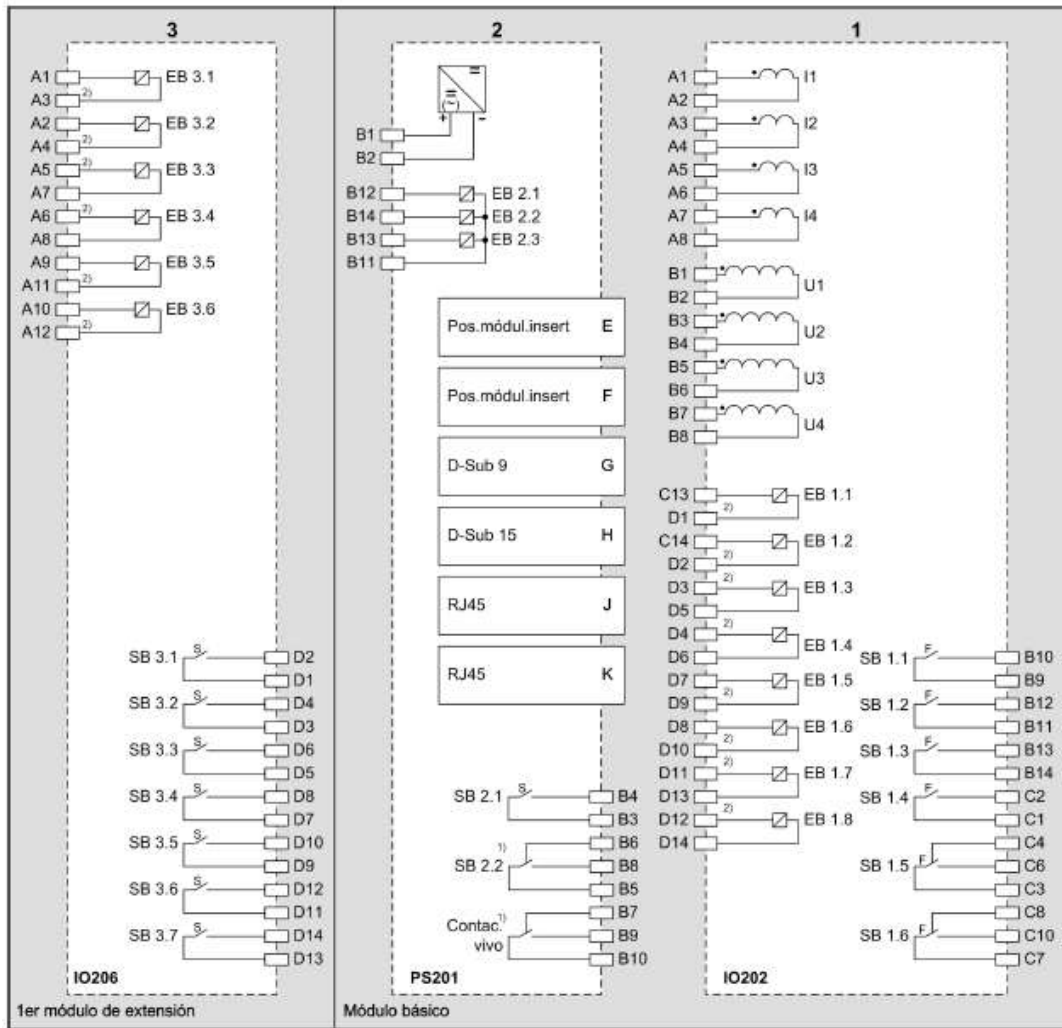 3
2
1
A1 EB 3.1
A3 2)
A2 EB 3.2
A4 2)
A5 2) EB 3.3
A7
A6 2) EB 3.4
A8
A9 EB 3.5
A11 2)
A10 EB 3.6
A12 2)
SB 3.1 S D2
D1
SB 3.2 S D4
D3
SB 3.3 S D6
D5
SB 3.4 S D8
D7
SB 3.5 S D10
D9
SB 3.6 S D12
D11
SB 3.7 S D14
D13
IO206
1er módulo de extensión
= = ~
+ -
B1
B2
B12 EB 2.1
B14 EB 2.2
B13 EB 2.3
B11
Pos.módul.insert E
Pos.módul.insert F
D-Sub 9 G
D-Sub 15 H
RJ45 J
RJ45 K
SB 2.1 S B4
B3
1) B6
SB 2.2 B8
B5
Contac. 1) B7
vivo B9
B10
PS201
Módulo básico
A1 I1
A2
A3 I2
A4
A5 I3
A6
A7 I4
A8
B1 U1
B2
B3 U2
B4
B5 U3
B6
B7 U4
B8
C13 EB 1.1
D1 2)
C14 EB 1.2
D2 2)
D3 2) EB 1.3
D5
D4 2) EB 1.4
D6
D7 EB 1.5
D9 2)
D8 EB 1.6
D10 2)
D11 2) EB 1.7
D13
D12 2) EB 1.8
D14
SB 1.1 F B10
B9
SB 1.2 F B12
B11
SB 1.3 F B13
B14
SB 1.4 F C2
C1
C4
SB 1.5 F C6
C3
C8
SB 1.6 F C10
C7
IO202